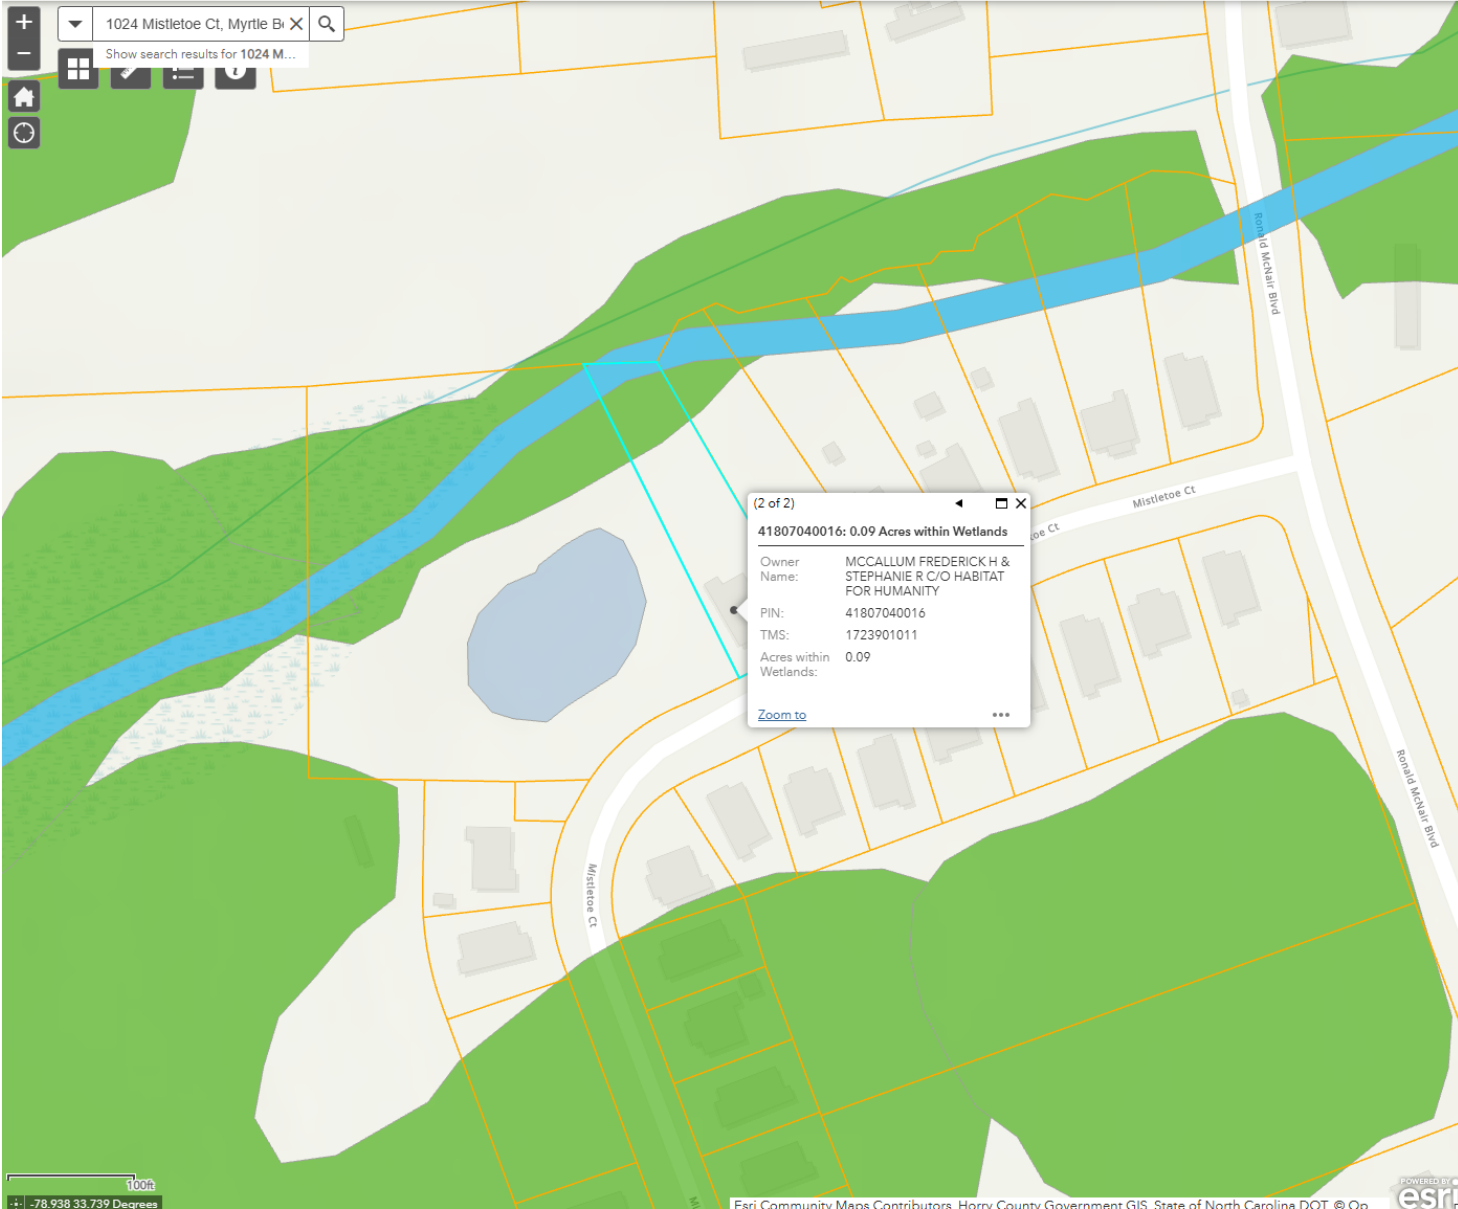 +
1024 Mistletoe Ct, Myrtle B
−
Show search results for 1024 M...
Ronald McNair Blvd
Mistletoe Ct
toe Ct
(2 of 2)
41807040016: 0.09 Acres within Wetlands
Owner Name: MCCALLUM FREDERICK H & STEPHANIE R C/O HABITAT FOR HUMANITY
PIN: 41807040016
TMS: 1723901011
Acres within Wetlands: 0.09
Zoom to
Ronald McNair Blvd
Mistletoe Ct
Mi
100ft
-78.938 33.739 Degrees
Esri Community Maps Contributors, Horry County Government GIS, State of North Carolina DOT, © Op
POWERED BY
esri